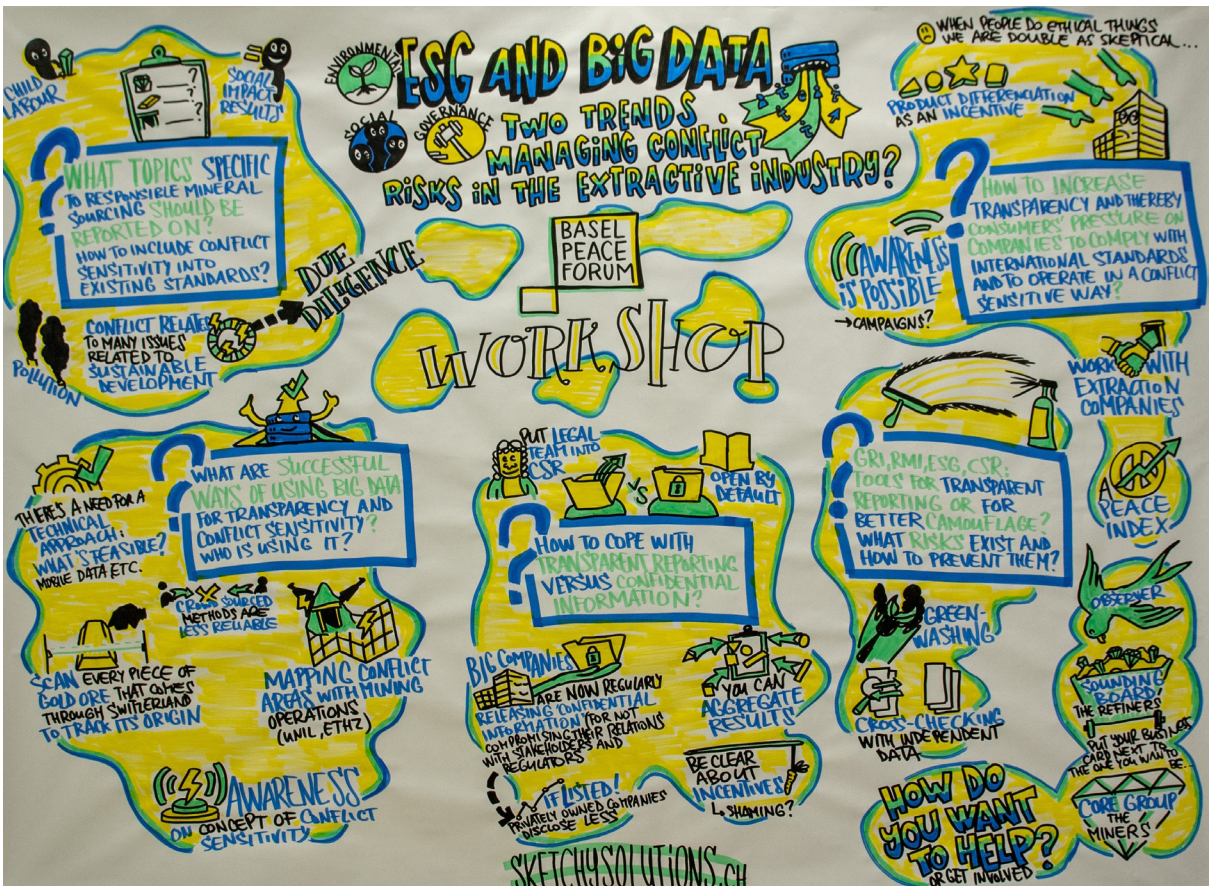 ESG AND BIG DATA
TWO TRENDS
MANAGING CONFLICT
RISKS IN THE EXTRACTIVE INDUSTRY?
ENVIRONMENTAL
SOCIAL
GOVERNANCE
BASEL
PEACE
FORUM
WORKSHOP
CHILD
LABOUR
SOCIAL
IMPACT
RESULTS
?
WHAT TOPICS SPECIFIC
TO RESPONSIBLE MINERAL
SOURCING SHOULD BE
REPORTED ON?
HOW TO INCLUDE CONFLICT
SENSITIVITY INTO
EXISTING STANDARDS?
DUE
DILIGENCE
CONFLICT RELATES
TO MANY ISSUES
RELATED TO
SUSTAINABLE
DEVELOPMENT
POLLUTION
?
WHAT ARE SUCCESSFUL
WAYS OF USING BIG DATA
FOR TRANSPARENCY AND
CONFLICT SENSITIVITY?
WHO IS USING IT?
THERE'S A NEED FOR A
TECHNICAL
APPROACH:
WHAT'S FEASIBLE?
MOBILE DATA ETC.
CROWD SOURCED
METHODS ARE
LESS RELIABLE
SCAN EVERY PIECE OF
GOLD ORE THAT COMES
THROUGH SWITZERLAND
TO TRACK ITS ORIGIN
MAPPING CONFLICT
AREAS WITH MINING
OPERATIONS
(UNIL, ETHZ)
AWARENESS
ON CONCEPT OF CONFLICT
SENSITIVITY
PUT LEGAL
TEAM INTO
CSR
VS
OPEN BY
DEFAULT
?
HOW TO COPE WITH
TRANSPARENT REPORTING
VERSUS CONFIDENTIAL
INFORMATION?
BIG COMPANIES
ARE NOW REGULARLY
RELEASING CONFIDENTIAL
INFORMATION (FOR NOT
COMPROMISING THEIR RELATIONS
WITH STAKEHOLDERS AND
REGULATORS
IF LISTED!
PRIVATELY OWNED COMPANIES
DISCLOSE LESS
YOU CAN
AGGREGATE
RESULTS
BE CLEAR
ABOUT
INCENTIVES
↳ SHAMING?
WHEN PEOPLE DO ETHICAL THINGS
WE ARE DOUBLE AS SKEPTICAL...
PRODUCT DIFFERENCIATION
AS AN INCENTIVE
?
HOW TO INCREASE
TRANSPARENCY AND THEREBY
CONSUMERS' PRESSURE ON
COMPANIES TO COMPLY WITH
INTERNATIONAL STANDARDS
AND TO OPERATE IN A CONFLICT
SENSITIVE WAY?
AWARENESS
IS POSSIBLE
→ CAMPAIGNS?
?
GRI, RMI, ESG, CSR:
TOOLS FOR TRANSPARENT
REPORTING OR FOR
BETTER CAMOUFLAGE?
WHAT RISKS EXIST AND
HOW TO PREVENT THEM?
GREEN-
WASHING
CROSS-CHECKING
WITH INDEPENDENT
DATA
WORK WITH
EXTRACTION
COMPANIES
A
PEACE
INDEX
OBSERVER
SOUNDING
BOARD
THE REFINERS
PUT YOUR BUSINESS
CARD NEXT TO
THE ONE YOU WANT TO
BE...
CORE GROUP
THE
MINERS
HOW DO
YOU WANT
TO HELP?
OR GET INVOLVED
SKETCHYSOLUTIONS.CH